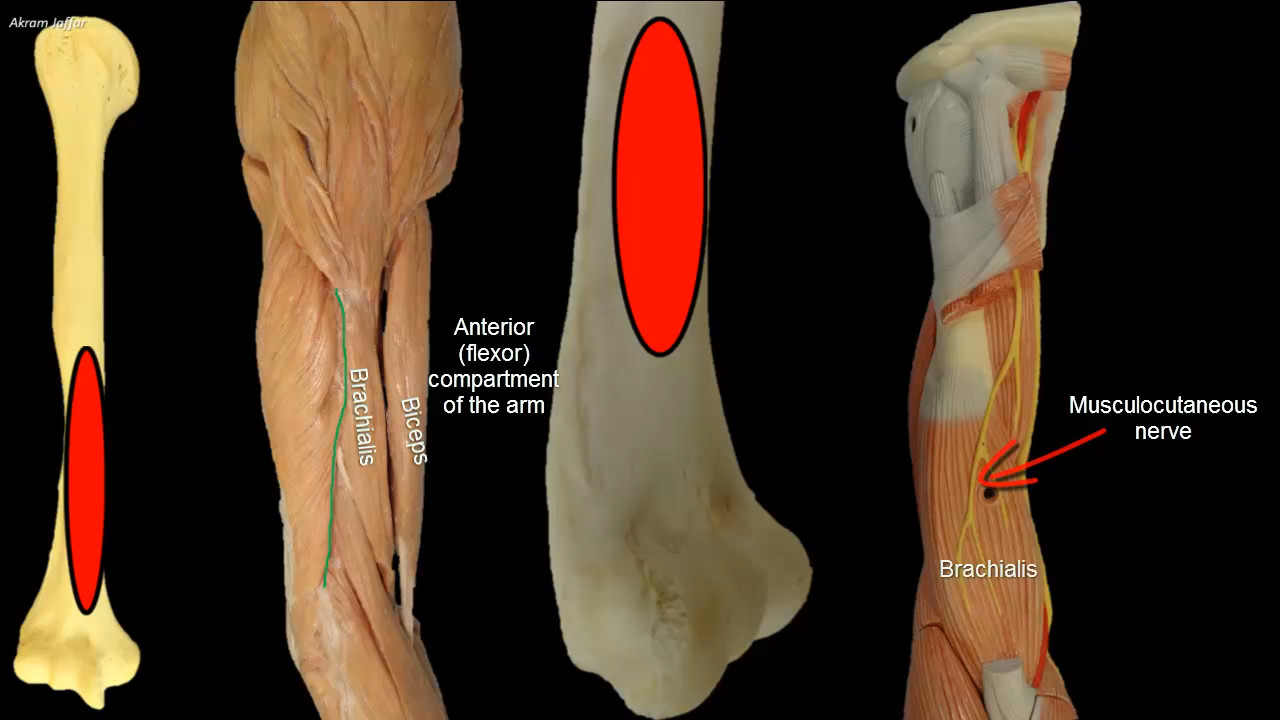 Akram Jaffar
Anterior
(flexor)
compartment
of the arm
Brachialis
Biceps
Musculocutaneous
nerve
Brachialis